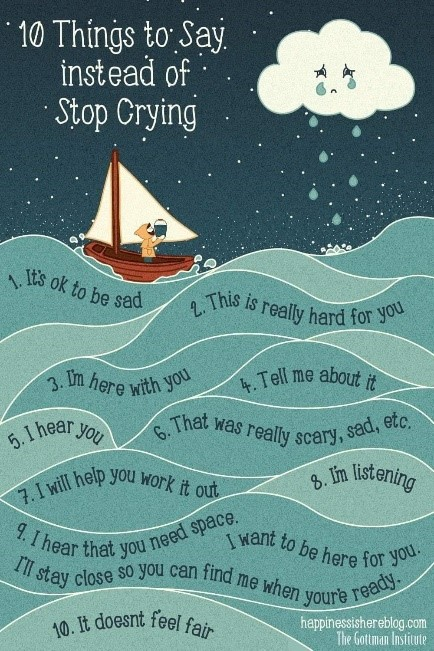 10 Things to Say
instead of
Stop Crying
1. It's ok to be sad
2. This is really hard for you
3. I'm here with you
4. Tell me about it
5. I hear you
6. That was really scary, sad, etc.
7. I will help you work it out
8. I'm listening
9. I hear that you need space.
I want to be here for you.
I'll stay close so you can find me when you're ready.
10. It doesnt feel fair
happinessishereblog.com
The Gottman Institute